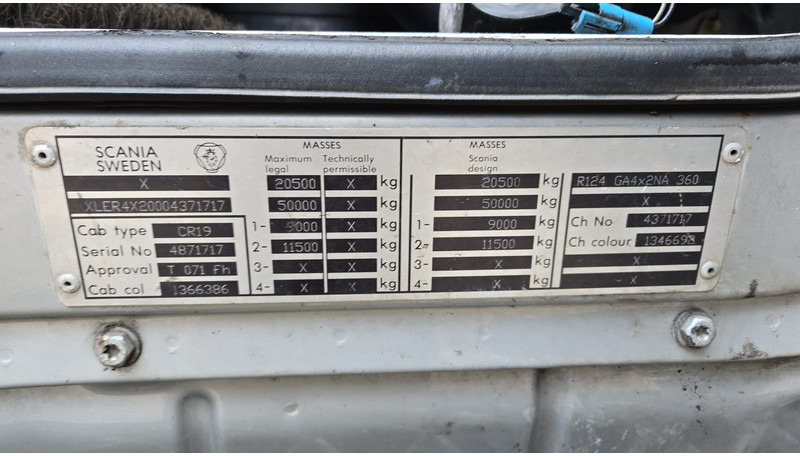 SCANIA
SWEDEN
X
XLER4X20004371717
Cab type CR19
Serial No 4871717
Approval T 071 Fh
Cab col 1366386
MASSES
Maximum legal Technically permissible
20500 X kg
50000 X kg
1- 9000 X kg
2- 11500 X kg
3- X X kg
4- X X kg
MASSES
Scania
design
20500 kg
50000 kg
1- 9000 kg
2- 11500 kg
3- X kg
4- X kg
R124 GA4x2NA 360
X
Ch No 4371717
Ch colour 1346698
X
X